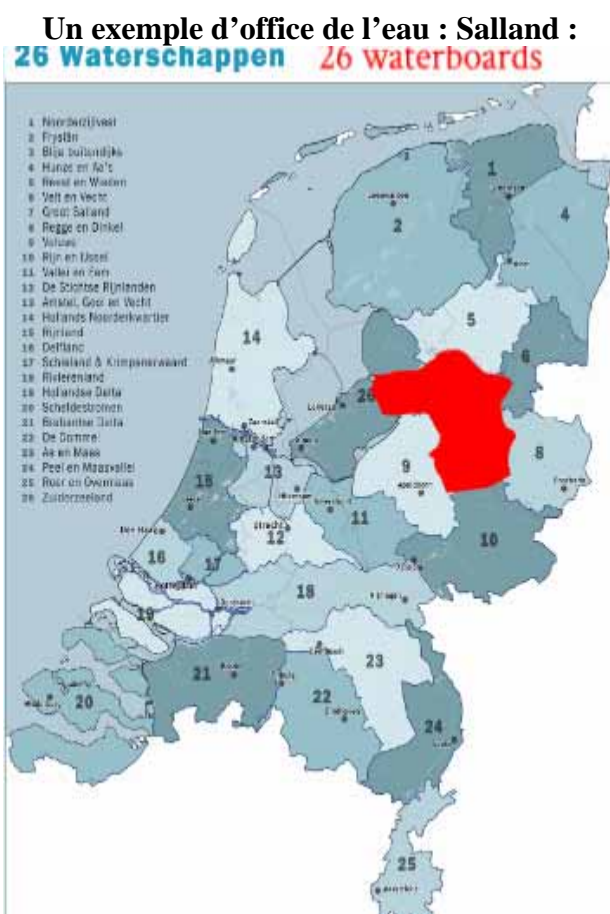 Un exemple d'office de l'eau : Salland :
26 Waterschappen 26 waterboards
1 Noorderzijlvest
2 Fryslân
3 Blija buitendijks
4 Hunze en Aa's
5 Reest en Wieden
6 Velt en Vecht
7 Groot Salland
8 Regge en Dinkel
9 Veluwe
10 Rijn en IJssel
11 Vallei en Eem
12 De Stichtse Rijnlanden
13 Amstel, Gooi en Vecht
14 Hollands Noorderkwartier
15 Rijnland
16 Delfland
17 Schieland & Krimpenerwaard
18 Rivierenland
19 Hollandse Delta
20 Scheldestromen
21 Brabantse Delta
22 De Dommel
23 Aa en Maas
24 Peel en Maasvallei
25 Roer en Overmaas
26 Zuiderzeeland
1
2
4
5
14
6
26
8
9
15
13
11
10
12
16
17
18
19
23
21
22
20
24
25
Den Haag
Utrecht